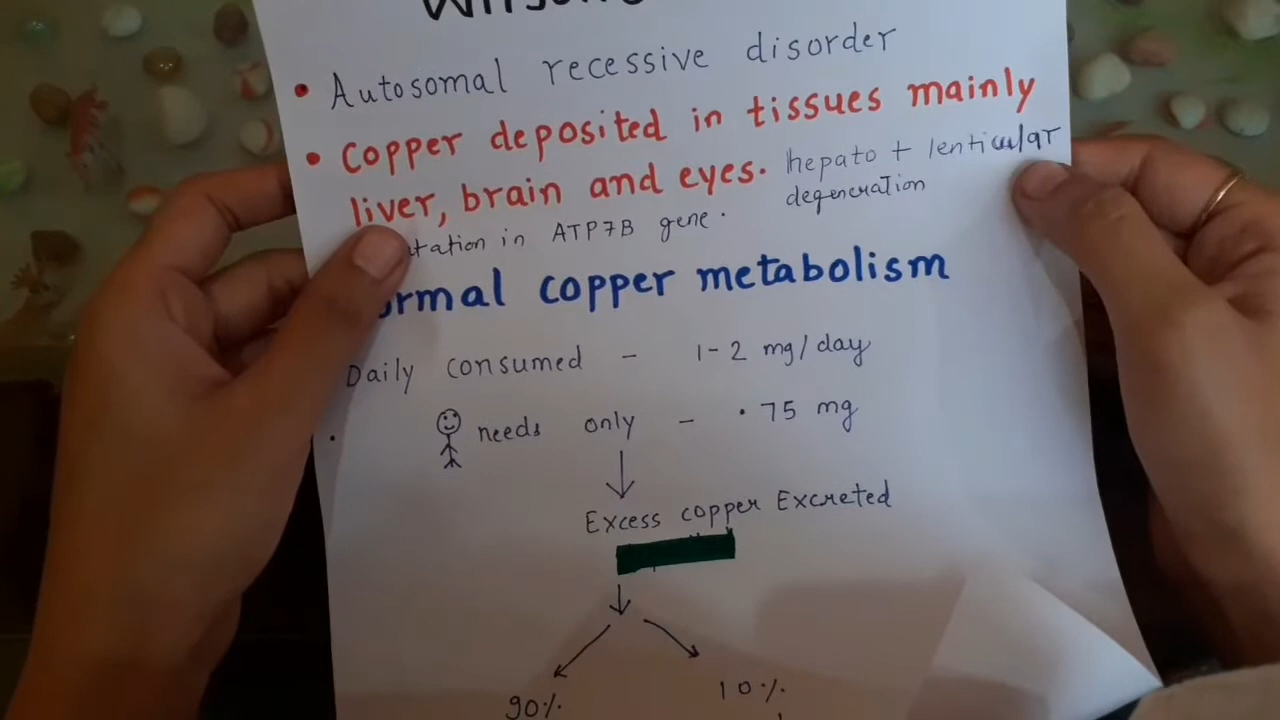 • Autosomal recessive disorder
• Copper deposited in tissues mainly
liver, brain and eyes. hepato + lenticular
degeneration
tation in ATP7B gene.
ormal copper metabolism
Daily consumed - 1-2 mg/day
needs only - .75 mg
Excess copper Excreted
90% 10%